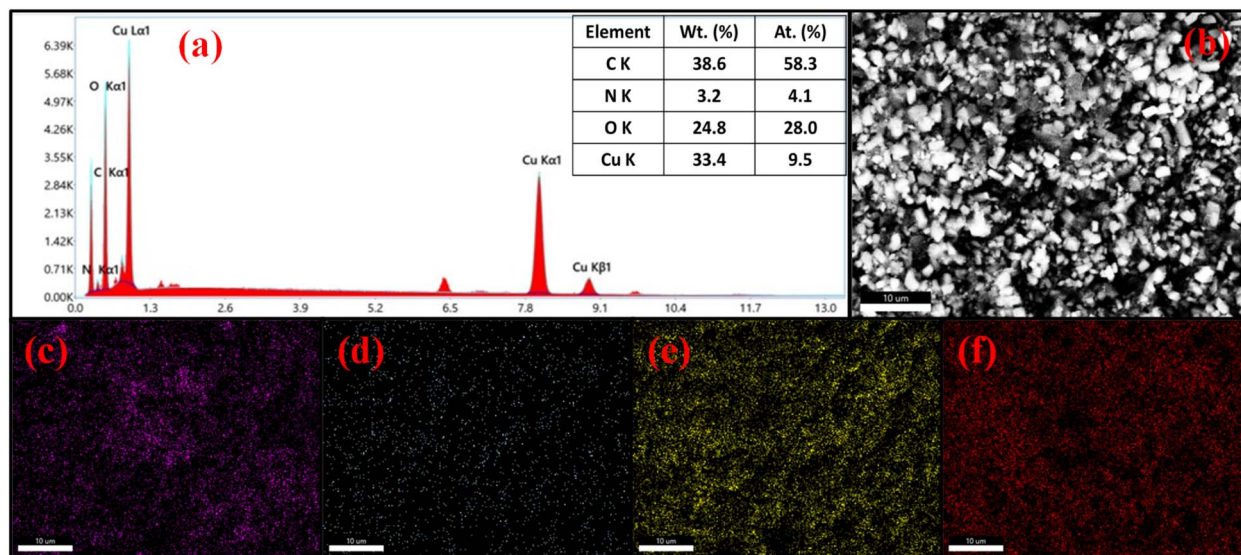 (a)
Cu Lα1
6.39K
5.68K
4.97K
4.26K
3.55K
2.84K
2.13K
1.42K
0.71K
0.00K
O Kα1
C Kα1
N Kα1
Cu Kα1
Cu Kβ1
0.0 1.3 2.6 3.9 5.2 6.5 7.8 9.1 10.4 11.7 13.0
Element Wt. (%) At. (%)
C K 38.6 58.3
N K 3.2 4.1
O K 24.8 28.0
Cu K 33.4 9.5
(b)
10 um
(c)
10 um
(d)
10 um
(e)
10 um
(f)
10 um